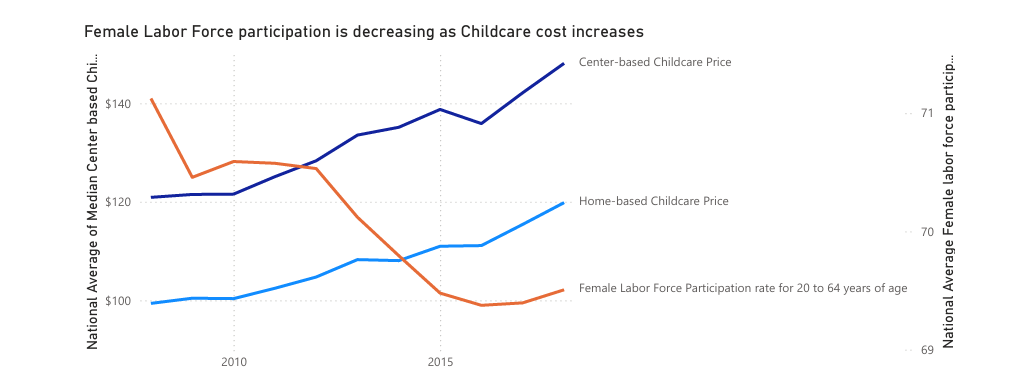 Female Labor Force participation is decreasing as Childcare cost increases
National Average of Median Center based Chi...
$140
$120
$100
2010
2015
Center-based Childcare Price
Home-based Childcare Price
Female Labor Force Participation rate for 20 to 64 years of age
71
70
69
National Average Female labor force particip...